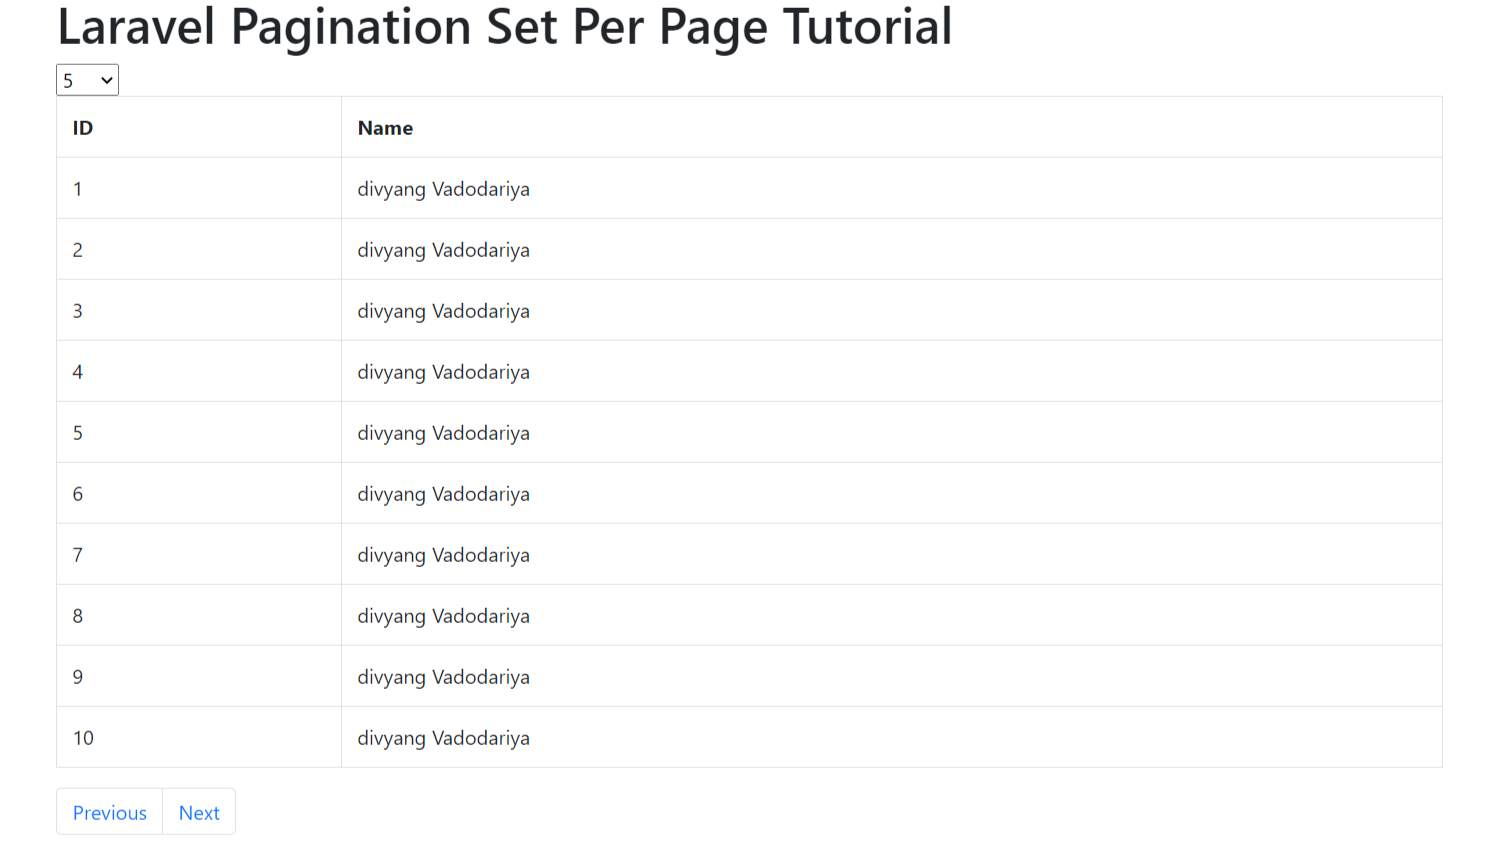 Laravel Pagination Set Per Page Tutorial
5
ID Name
1 divyang Vadodariya
2 divyang Vadodariya
3 divyang Vadodariya
4 divyang Vadodariya
5 divyang Vadodariya
6 divyang Vadodariya
7 divyang Vadodariya
8 divyang Vadodariya
9 divyang Vadodariya
10 divyang Vadodariya
Previous Next